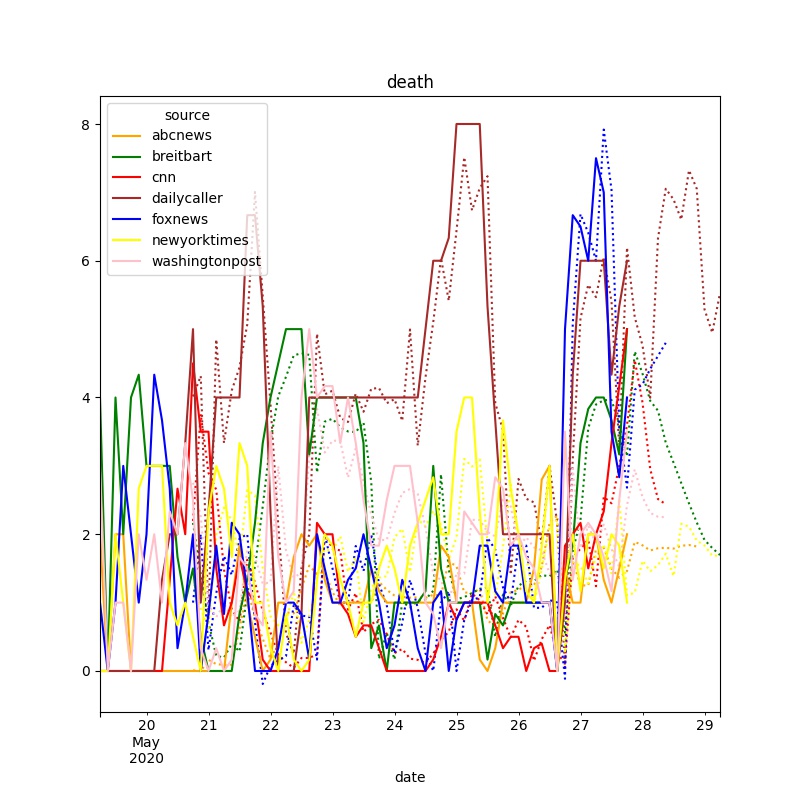 death
source
abcnews
breitbart
cnn
dailycaller
foxnews
newyorktimes
washingtonpost
8
6
4
2
0
20 21 22 23 24 25 26 27 28 29
May
2020
date